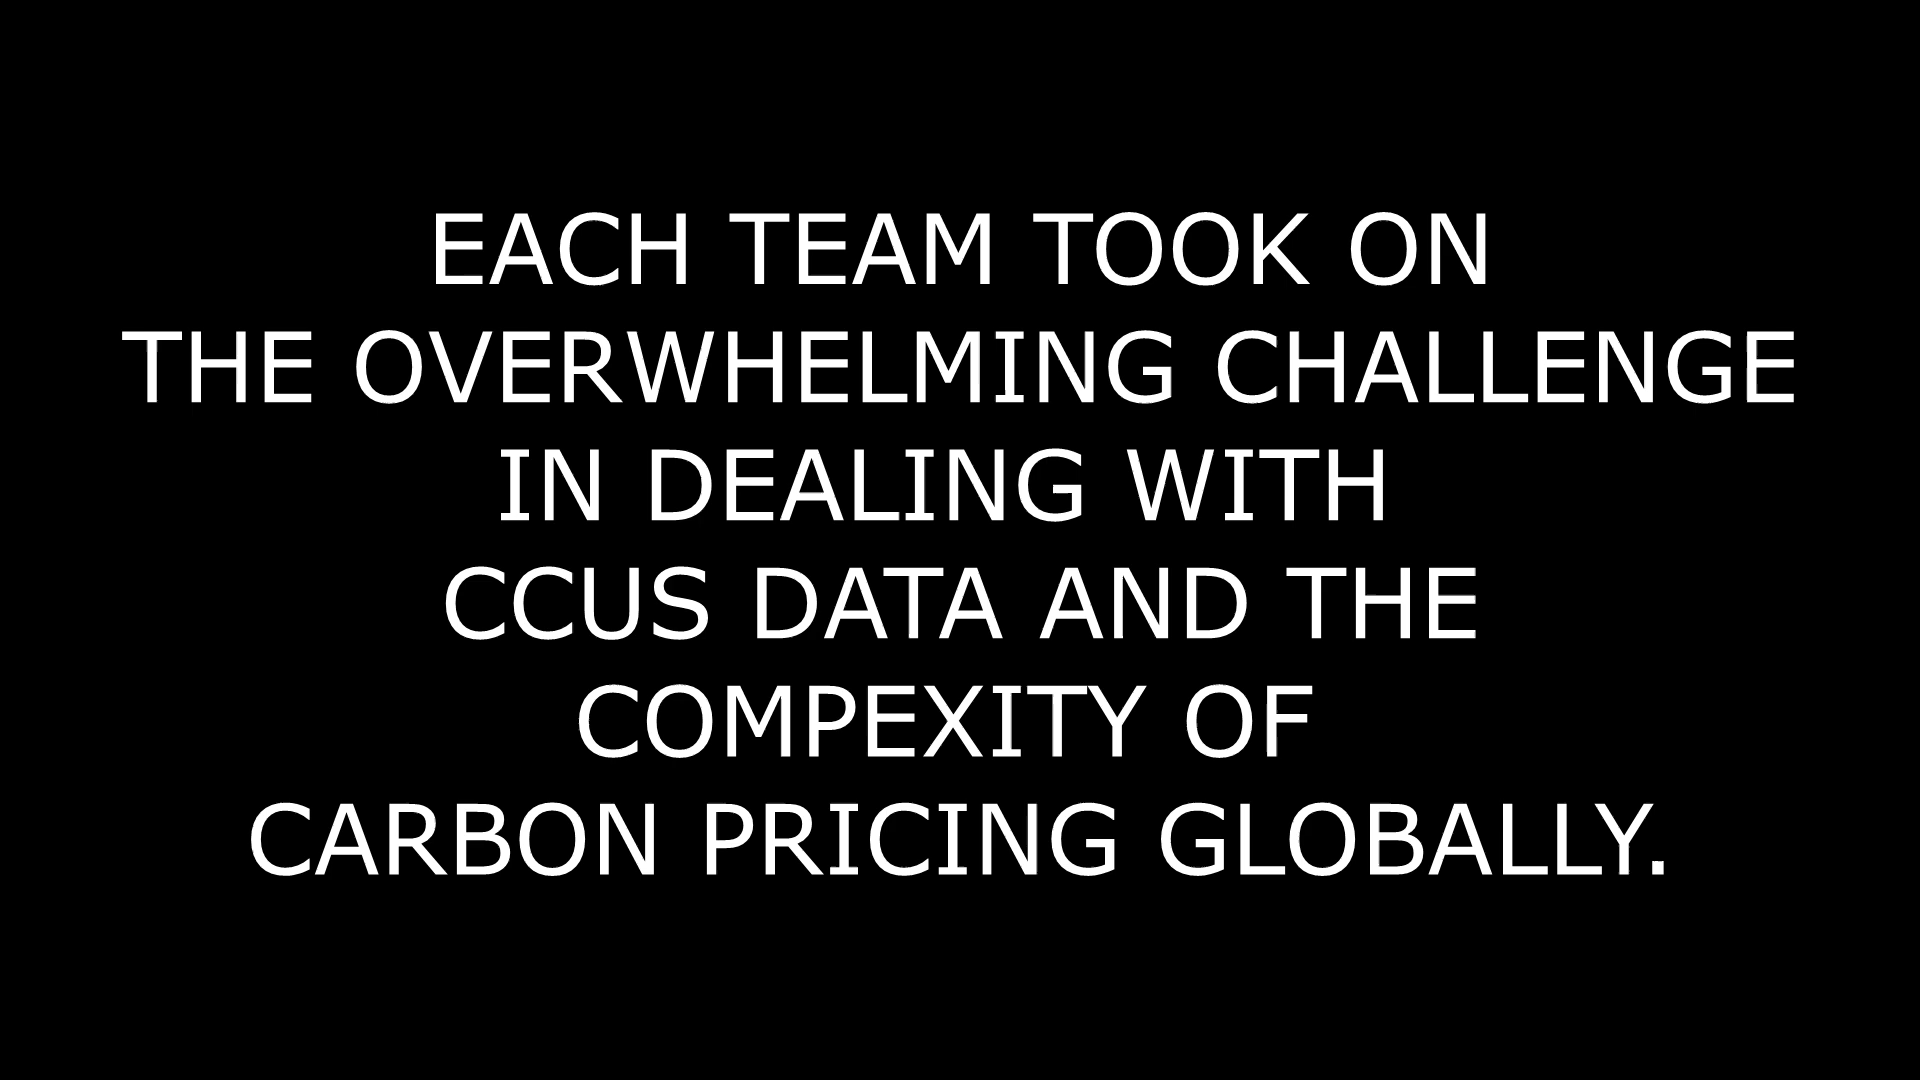 EACH TEAM TOOK ON
THE OVERWHELMING CHALLENGE
IN DEALING WITH
CCUS DATA AND THE
COMPEXITY OF
CARBON PRICING GLOBALLY.